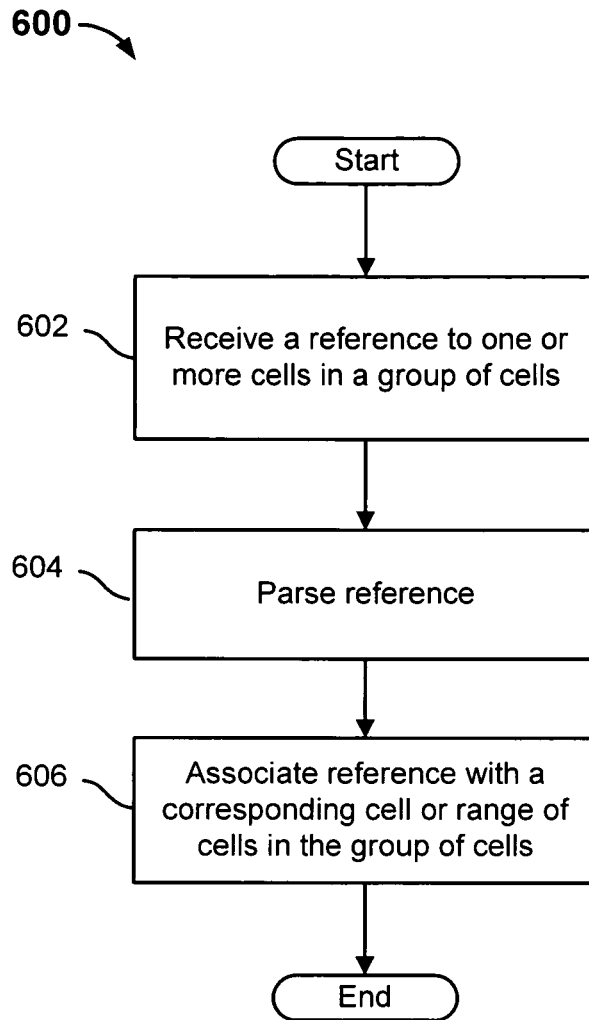 600
Start
602
Receive a reference to one or
more cells in a group of cells
604
Parse reference
606
Associate reference with a
corresponding cell or range of
cells in the group of cells
End